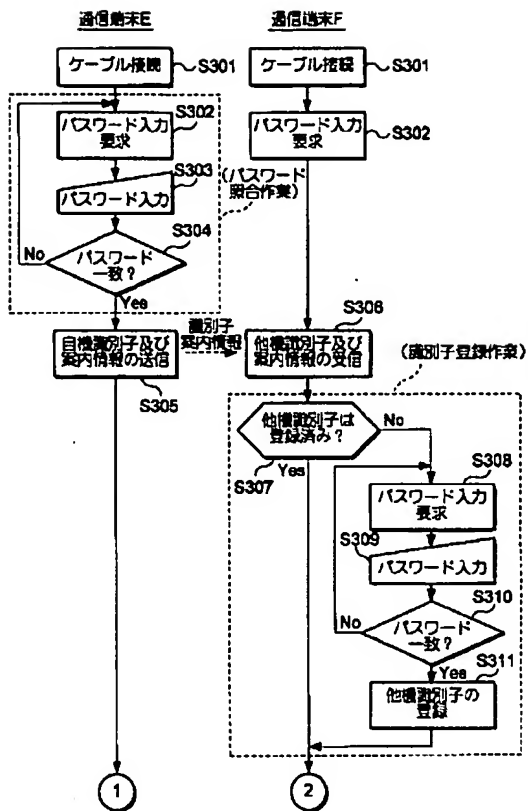 通信端末E
ケーブル接続
S301
S302
パスワード入力
要求
S303
パスワード入力
(パスワード
照合作業)
S304
パスワード
一致?
No
Yes
自機識別子及び
案内情報の送信
S305
識別子
案内情報
1
通信端末F
ケーブル接続
S301
パスワード入力
要求
S302
S306
他機識別子及び
案内情報の受信
(識別子登録作業)
他機識別子は
登録済み?
No
S307
Yes
S308
パスワード入力
要求
S309
パスワード入力
S310
パスワード
一致?
No
Yes
S311
他機識別子の
登録
2